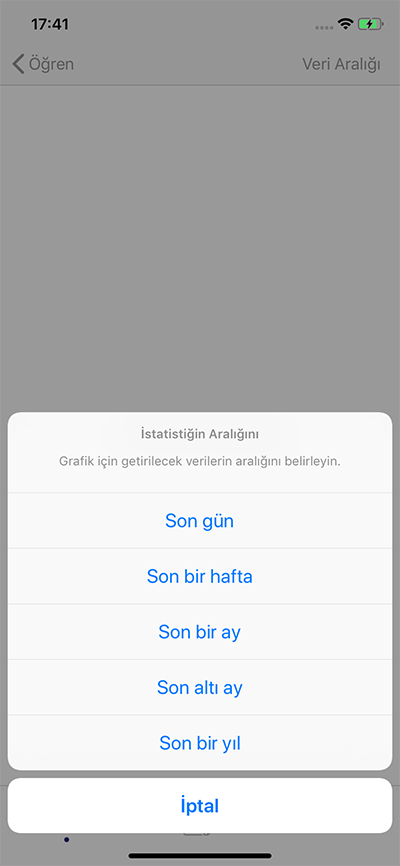 17:41
Öğren
Veri Aralığı
İstatistiğin Aralığını
Grafik için getirilecek verilerin aralığını belirleyin.
Son gün
Son bir hafta
Son bir ay
Son altı ay
Son bir yıl
İptal